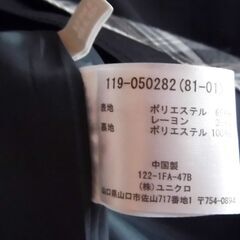 119-050282(81-01)
表地 ポリエステル
レーヨン
裏地 ポリエステル 100%
中国製
122-1FA-47B
(株)ユニクロ
山口県山口市佐山717番地1 〒754-0894